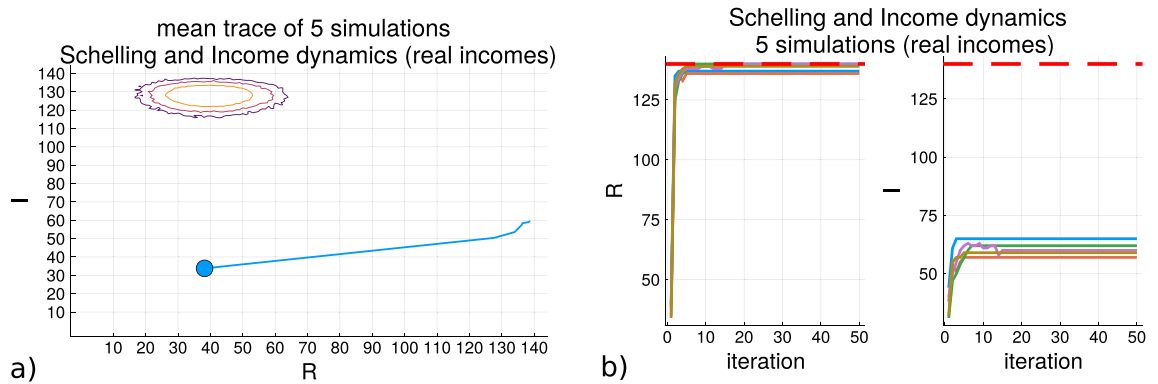 mean trace of 5 simulations
Schelling and Income dynamics (real incomes)
140
130
120
110
100
90
80
70
60
50
40
30
20
10
I
10 20 30 40 50 60 70 80 90 100 110 120 130 140
R
a)
Schelling and Income dynamics
5 simulations (real incomes)
125
100
75
50
R
0 10 20 30 40 50
iteration
125
100
75
50
I
0 10 20 30 40 50
iteration
b)